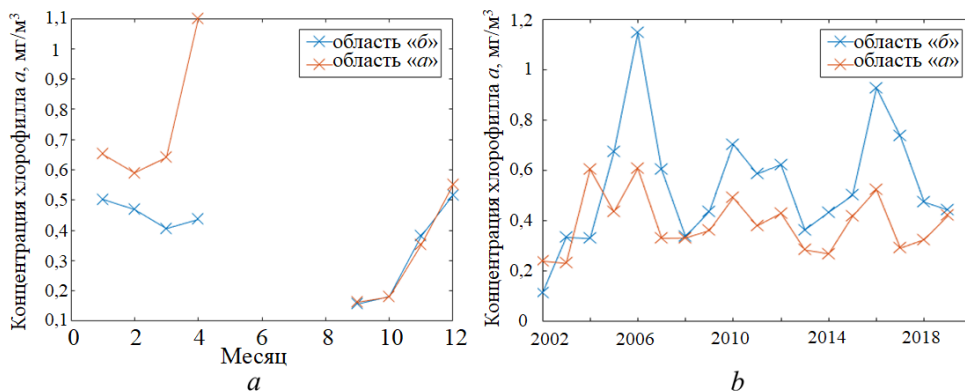 Концентрация хлорофилла a, мг/м³
1,1
1
0,9
0,8
0,7
0,6
0,5
0,4
0,3
0,2
0,1
область «б»
область «а»
0 2 4 6 8 10 12
Месяц
a
Концентрация хлорофилла a, мг/м³
1,2
1
0,8
0,6
0,4
0,2
0
область «б»
область «а»
2002 2006 2010 2014 2018
b